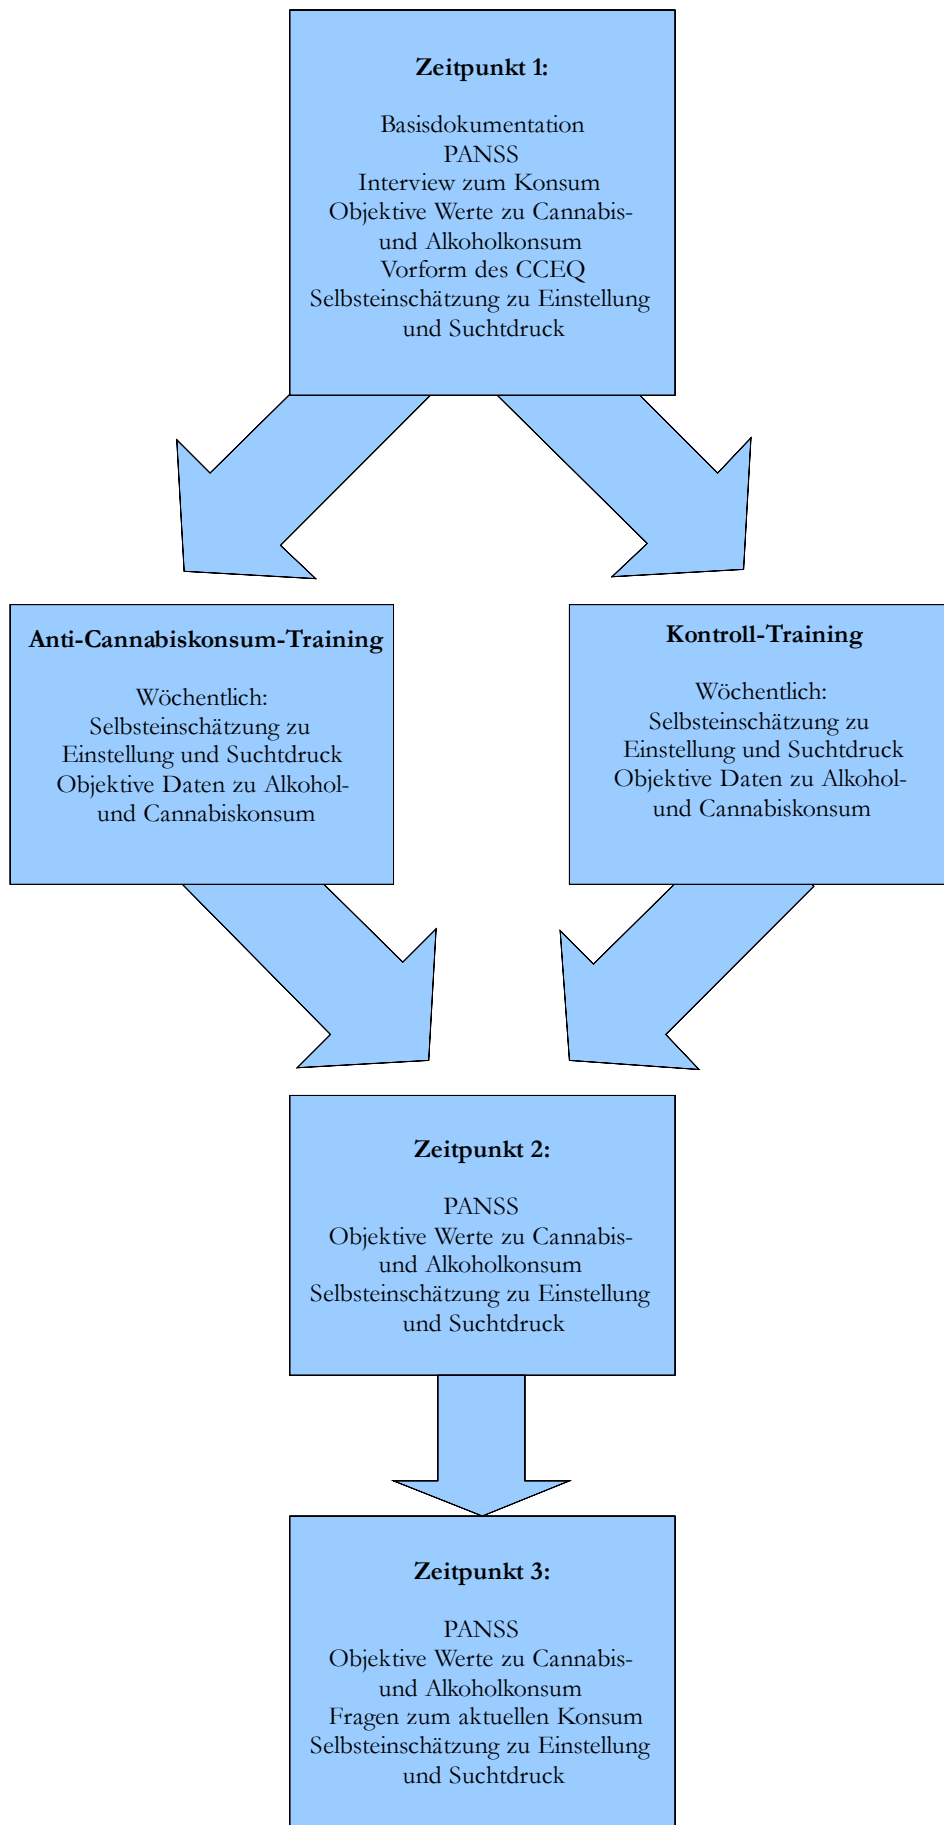 Zeitpunkt 1:
Basisdokumentation
PANSS
Interview zum Konsum
Objektive Werte zu Cannabis-
und Alkoholkonsum
Vorform des CCEQ
Selbsteinschätzung zu Einstellung
und Suchtdruck
Anti-Cannabiskonsum-Training
Wöchentlich:
Selbsteinschätzung zu
Einstellung und Suchtdruck
Objektive Daten zu Alkohol-
und Cannabiskonsum
Kontroll-Training
Wöchentlich:
Selbsteinschätzung zu
Einstellung und Suchtdruck
Objektive Daten zu Alkohol-
und Cannabiskonsum
Zeitpunkt 2:
PANSS
Objektive Werte zu Cannabis-
und Alkoholkonsum
Selbsteinschätzung zu Einstellung
und Suchtdruck
Zeitpunkt 3:
PANSS
Objektive Werte zu Cannabis-
und Alkoholkonsum
Fragen zum aktuellen Konsum
Selbsteinschätzung zu Einstellung
und Suchtdruck